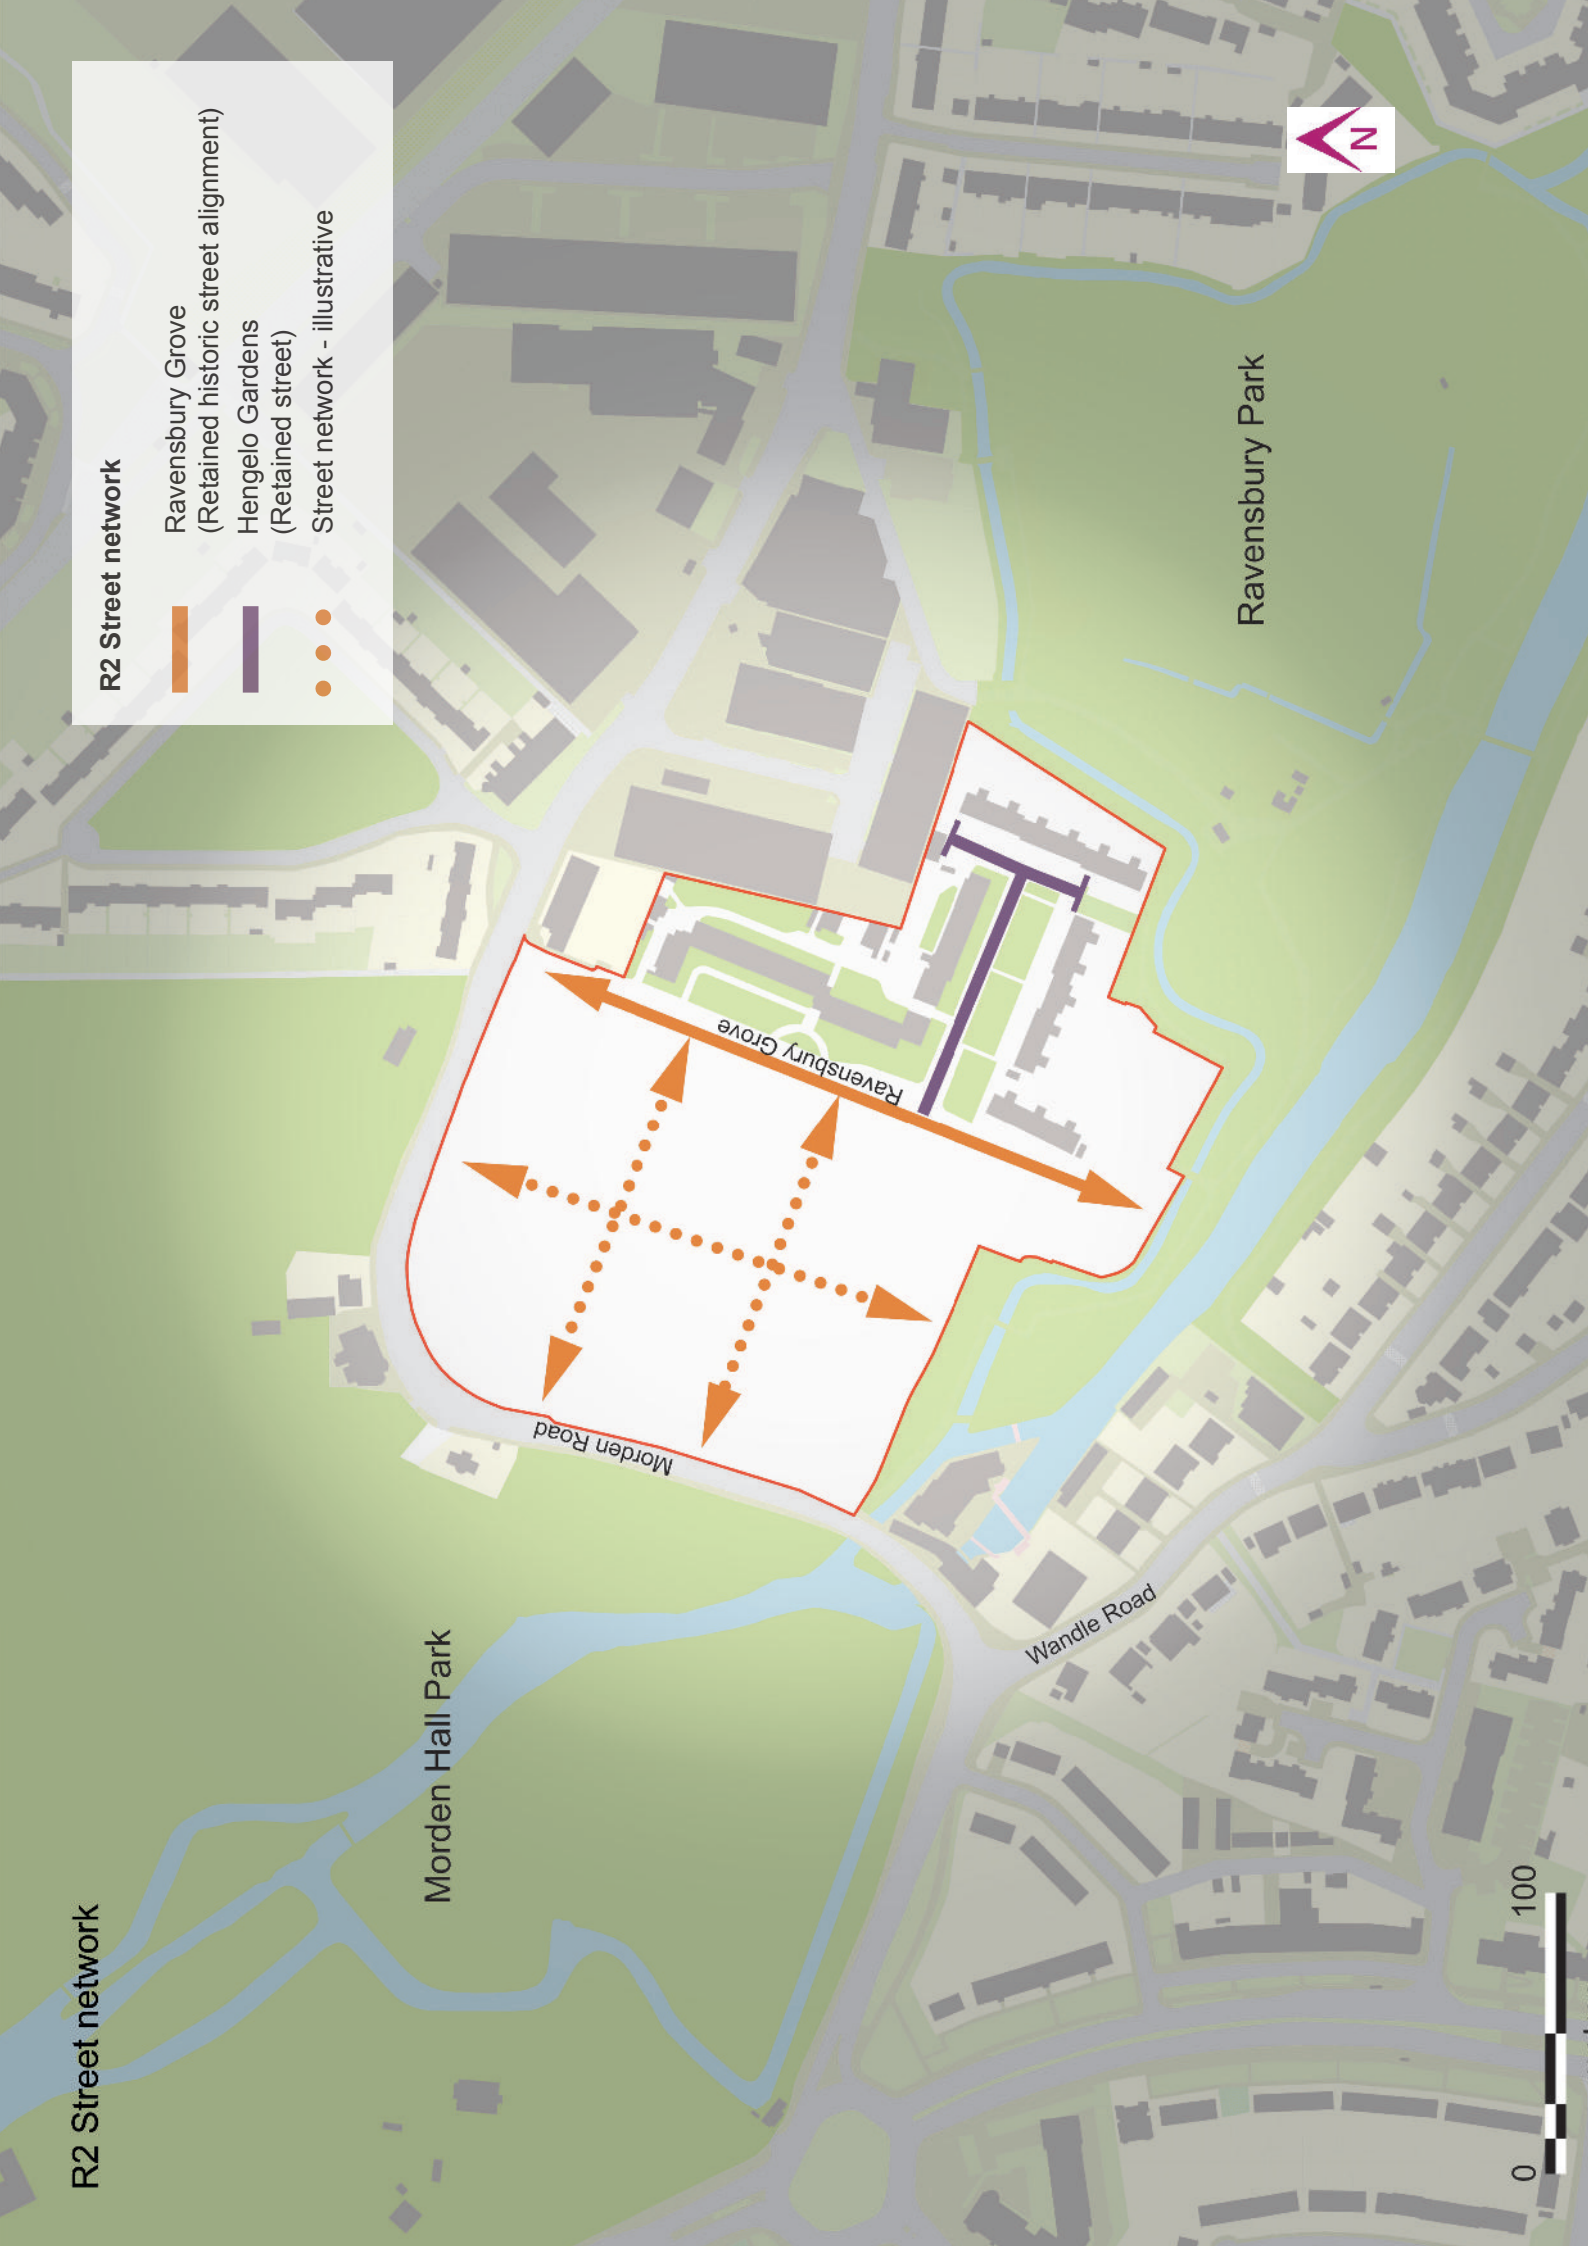 R2 Street network
R2 Street network
Ravensbury Grove
(Retained historic street alignment)
Hengelo Gardens
(Retained street)
Street network - illustrative
N
Morden Hall Park
Morden Road
Ravensbury Grove
Ravensbury Park
Wandle Road
0
100